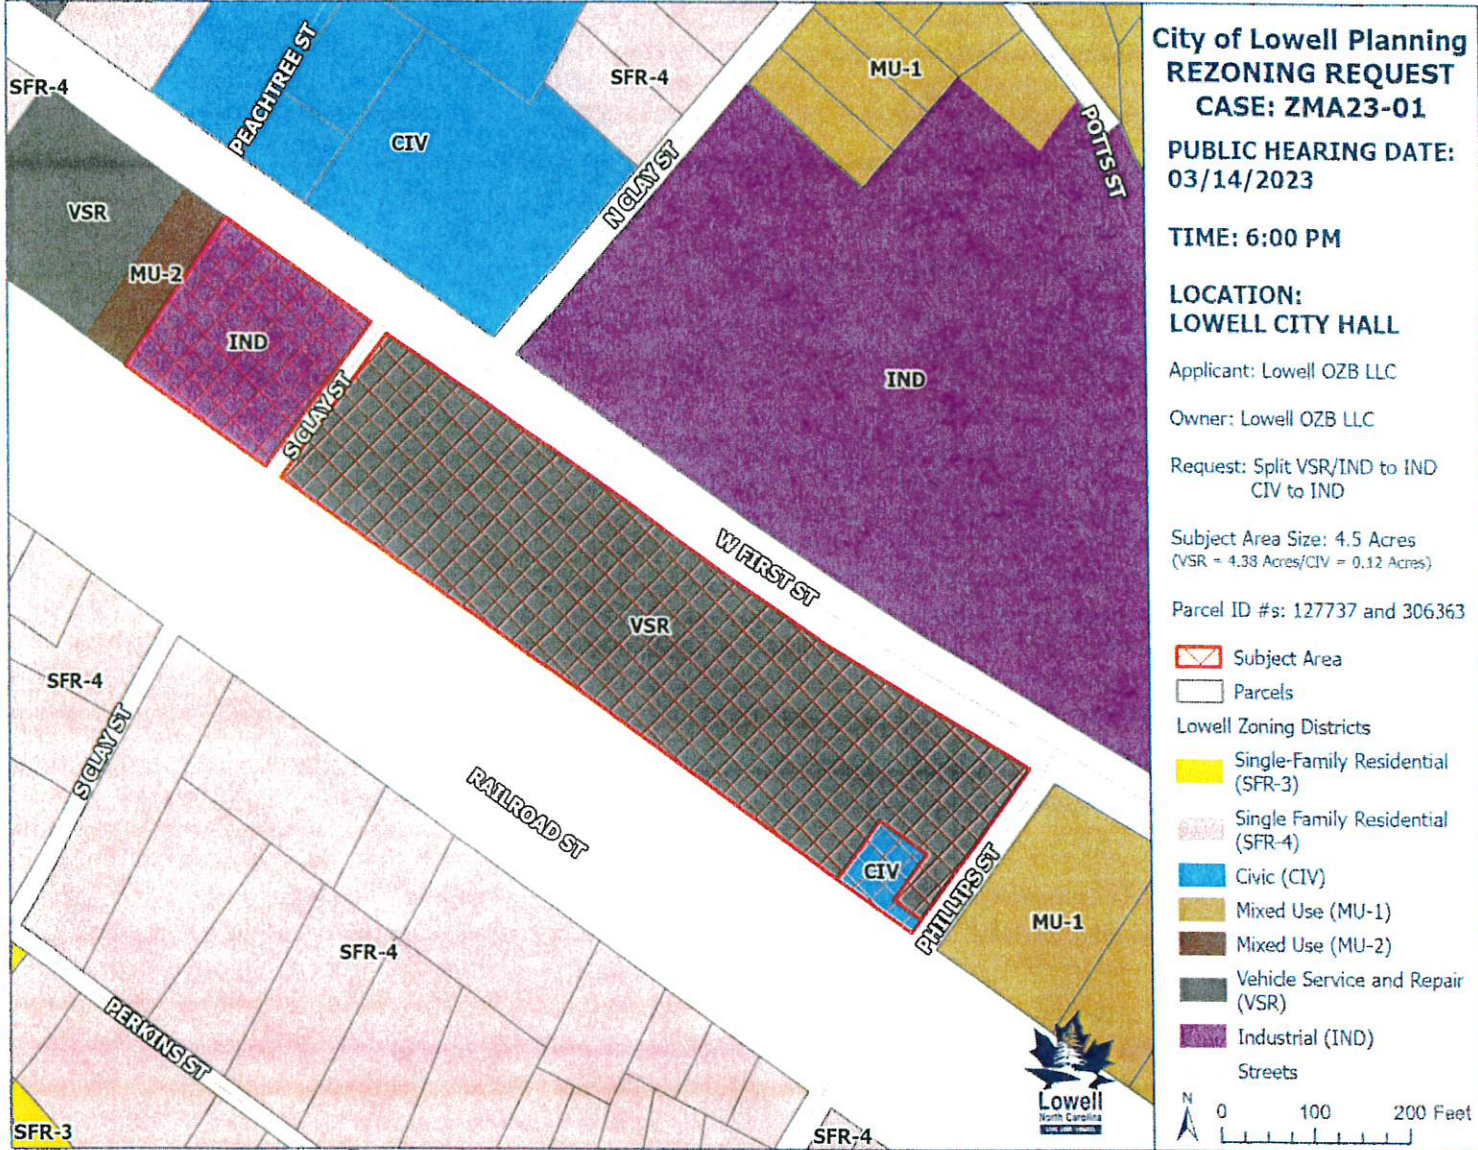 City of Lowell Planning
REZONING REQUEST
CASE: ZMA23-01
PUBLIC HEARING DATE:
03/14/2023
TIME: 6:00 PM
LOCATION:
LOWELL CITY HALL
Applicant: Lowell OZB LLC
Owner: Lowell OZB LLC
Request: Split VSR/IND to IND
CIV to IND
Subject Area Size: 4.5 Acres
(VSR = 4.38 Acres/CIV = 0.12 Acres)
Parcel ID #s: 127737 and 306363
Subject Area
Parcels
Lowell Zoning Districts
Single-Family Residential
(SFR-3)
Single Family Residential
(SFR-4)
Civic (CIV)
Mixed Use (MU-1)
Mixed Use (MU-2)
Vehicle Service and Repair
(VSR)
Industrial (IND)
Streets
N
0 100 200 Feet
SFR-4
PEACHTREE ST
CIV
SFR-4
MU-1
POTTS ST
N CLAY ST
VSR
MU-2
IND
S CLAY ST
IND
W FIRST ST
VSR
SFR-4
S CLAY ST
RAILROAD ST
CIV
PHILLIPS ST
MU-1
SFR-4
PERKINS ST
SFR-3
SFR-4
Lowell
North Carolina